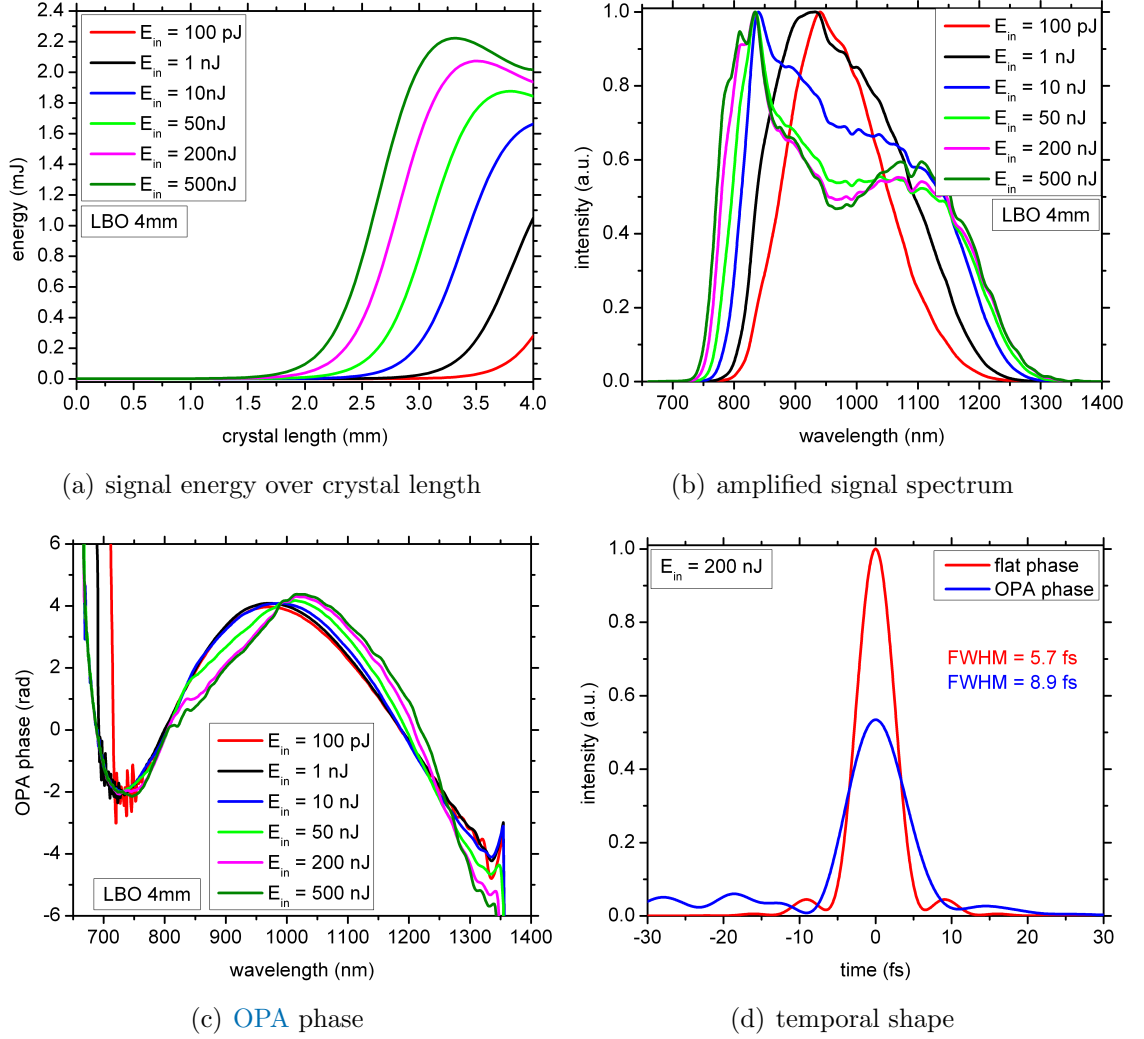 2.4
2.2
2.0
1.8
1.6
1.4
1.2
1.0
0.8
0.6
0.4
0.2
0.0
energy (mJ)
E_in = 100 pJ
E_in = 1 nJ
E_in = 10nJ
E_in = 50nJ
E_in = 200nJ
E_in = 500nJ
LBO 4mm
0.0 0.5 1.0 1.5 2.0 2.5 3.0 3.5 4.0
crystal length (mm)
(a) signal energy over crystal length
1.0
0.8
0.6
0.4
0.2
0.0
intensity (a.u.)
E_in = 100 pJ
E_in = 1 nJ
E_in = 10 nJ
E_in = 50 nJ
E_in = 200 nJ
E_in = 500 nJ
LBO 4mm
700 800 900 1000 1100 1200 1300 1400
wavelength (nm)
(b) amplified signal spectrum
6
4
2
0
-2
-4
-6
OPA phase (rad)
E_in = 100 pJ
E_in = 1 nJ
E_in = 10 nJ
E_in = 50 nJ
E_in = 200 nJ
E_in = 500 nJ
LBO 4mm
700 800 900 1000 1100 1200 1300 1400
wavelength (nm)
(c) OPA phase
1.0
0.8
0.6
0.4
0.2
0.0
intensity (a.u.)
E_in = 200 nJ
flat phase
OPA phase
FWHM = 5.7 fs
FWHM = 8.9 fs
-30 -20 -10 0 10 20 30
time (fs)
(d) temporal shape